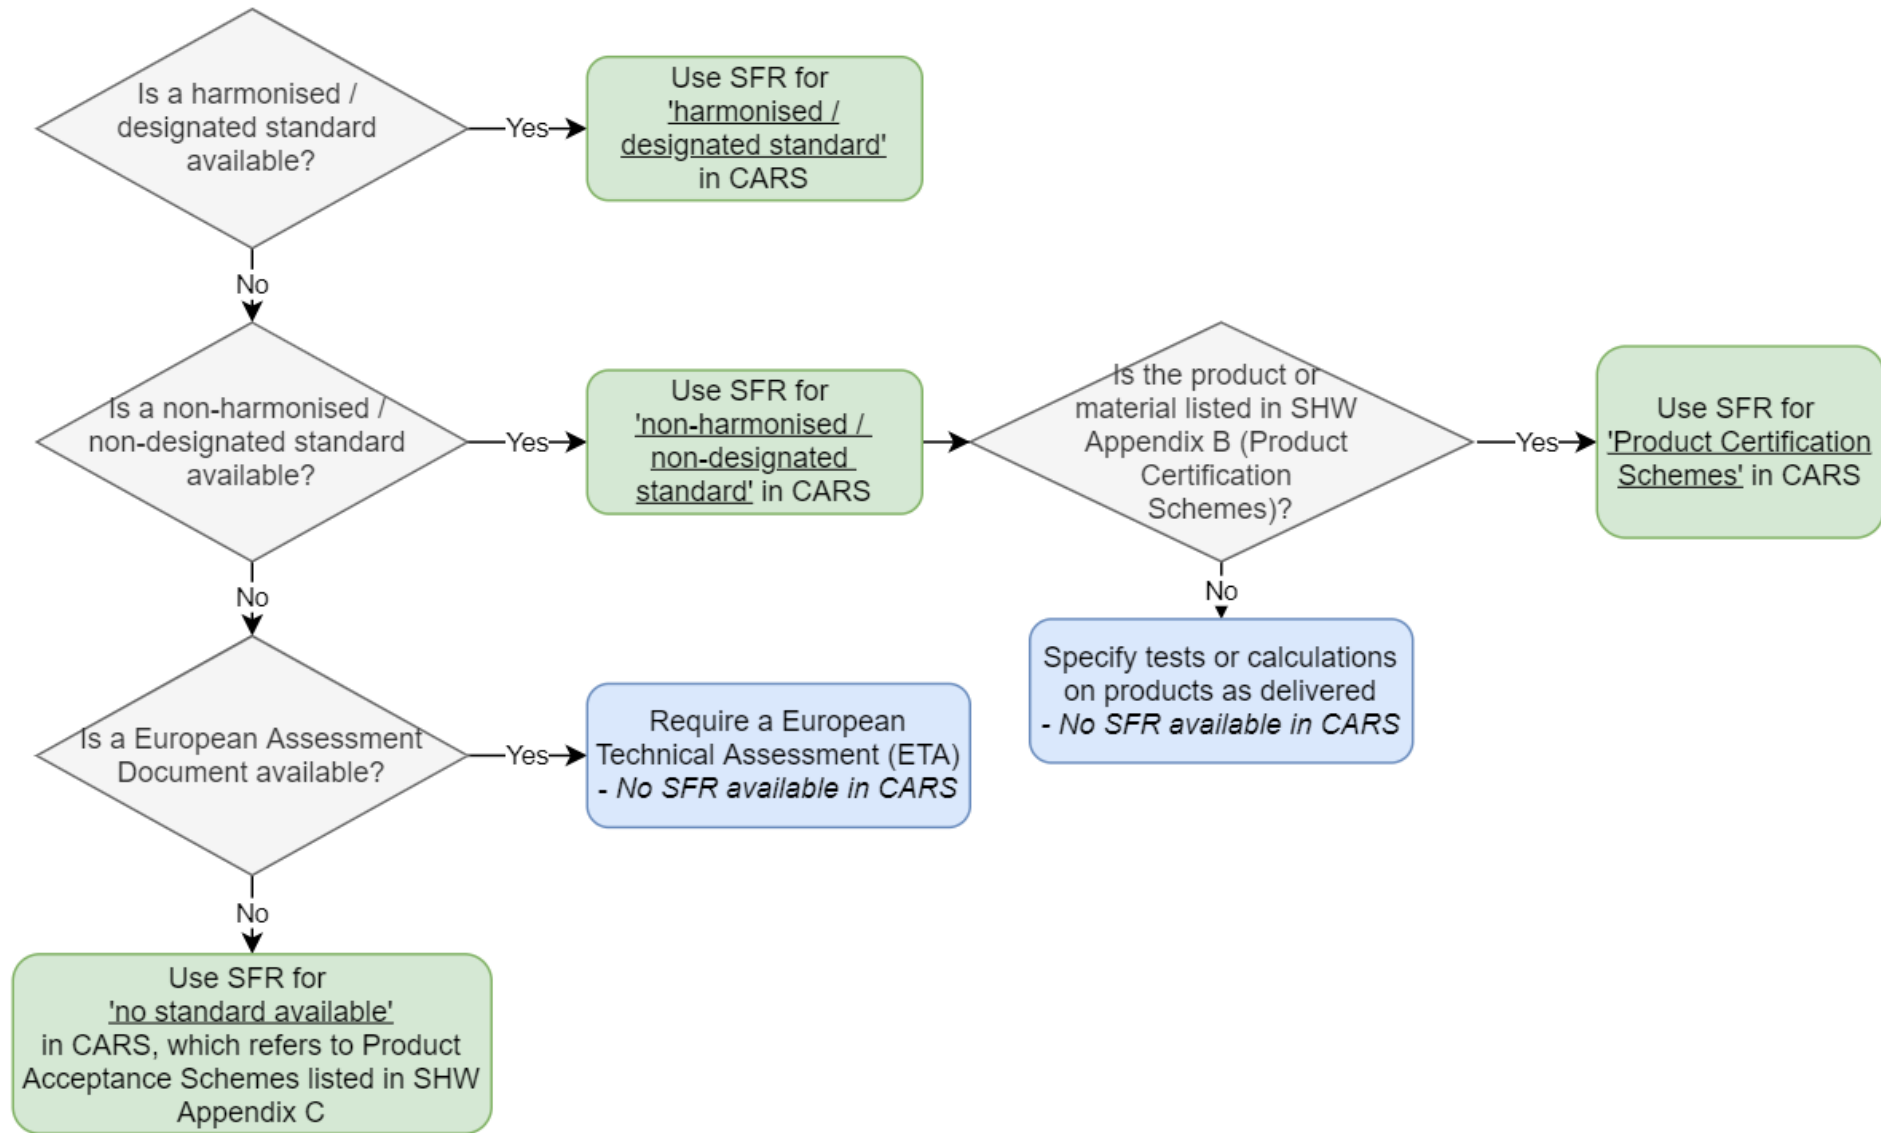 Is a harmonised /
designated standard
available?
Yes
Use SFR for
'harmonised /
designated standard'
in CARS
No
Is a non-harmonised /
non-designated standard
available?
Yes
Use SFR for
'non-harmonised /
non-designated
standard' in CARS
Is the product or
material listed in SHW
Appendix B (Product
Certification
Schemes)?
Yes
Use SFR for
'Product Certification
Schemes' in CARS
No
Specify tests or calculations
on products as delivered
- No SFR available in CARS
No
Is a European Assessment
Document available?
Yes
Require a European
Technical Assessment (ETA)
- No SFR available in CARS
No
Use SFR for
'no standard available'
in CARS, which refers to Product
Acceptance Schemes listed in SHW
Appendix C